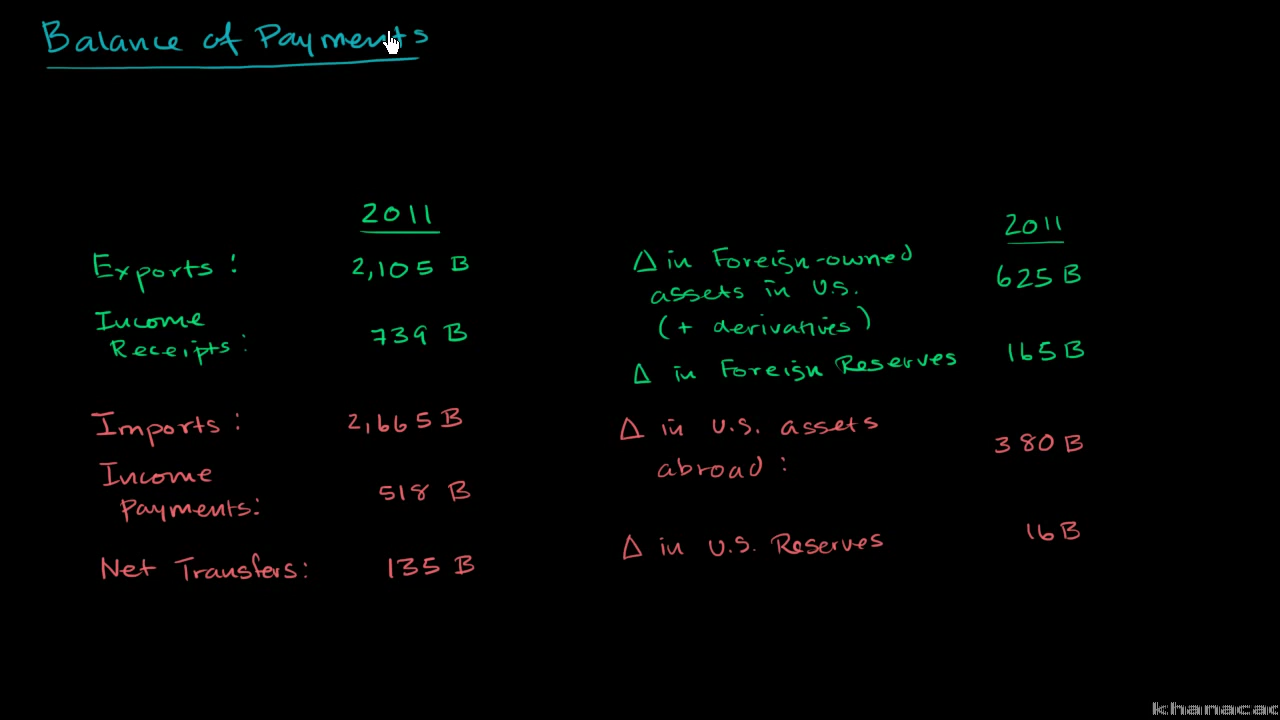 Balance of Payments
2011
Exports: 2,105 B
Income
Receipts: 739 B
Imports: 2,665 B
Income
Payments: 518 B
Net Transfers: 135 B
2011
Δ in Foreign-owned
assets in U.S. 625 B
(+ derivatives)
Δ in Foreign Reserves 165 B
Δ in U.S. assets
abroad: 380 B
Δ in U.S. Reserves 16 B
khanacac